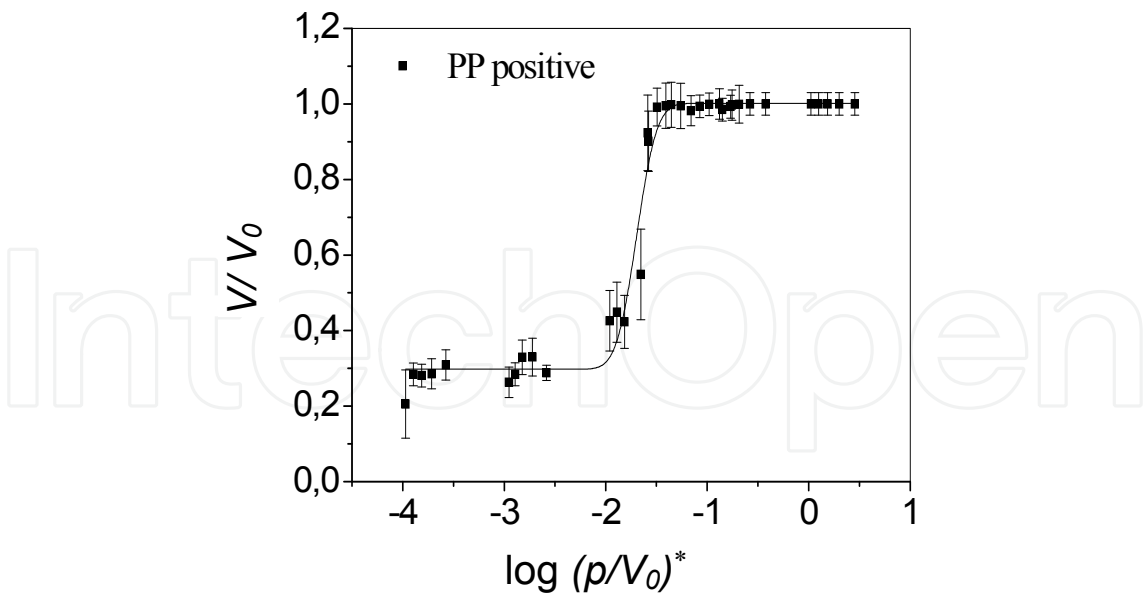 1,2
PP positive
1,0
0,8
V/ V0
0,6
0,4
0,2
0,0
-4 -3 -2 -1 0 1
log (p/V0)*
IntechOpen